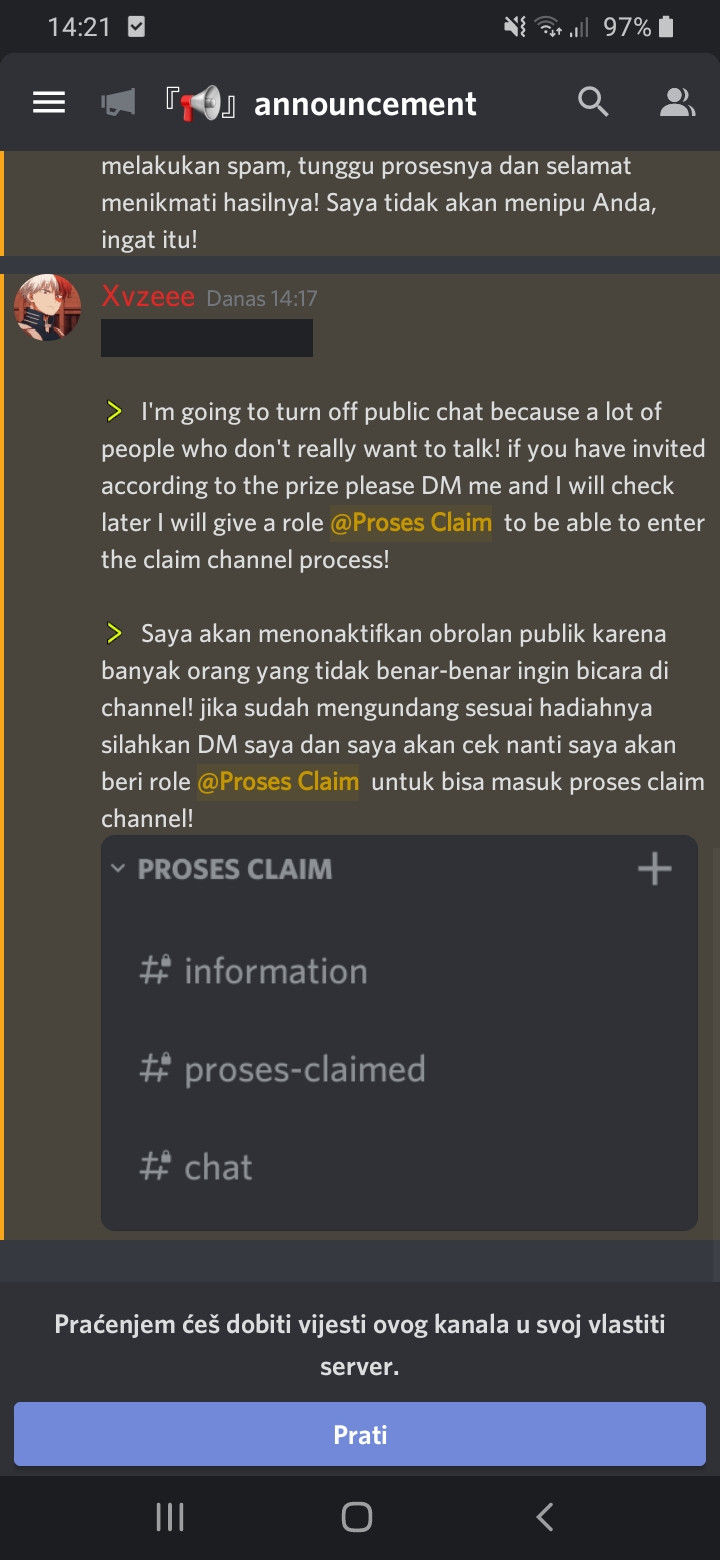 14:21 97%
『📢』 announcement
melakukan spam, tunggu prosesnya dan selamat
menikmati hasilnya! Saya tidak akan menipu Anda,
ingat itu!
Xvzeee Danas 14:17
I'm going to turn off public chat because a lot of
people who don't really want to talk! if you have invited
according to the prize please DM me and I will check
later I will give a role @Proses Claim to be able to enter
the claim channel process!
Saya akan menonaktifkan obrolan publik karena
banyak orang yang tidak benar-benar ingin bicara di
channel! jika sudah mengundang sesuai hadiahnya
silahkan DM saya dan saya akan cek nanti saya akan
beri role @Proses Claim untuk bisa masuk proses claim
channel!
PROSES CLAIM
# information
# proses-claimed
# chat
Praćenjem ćeš dobiti vijesti ovog kanala u svoj vlastiti
server.
Prati